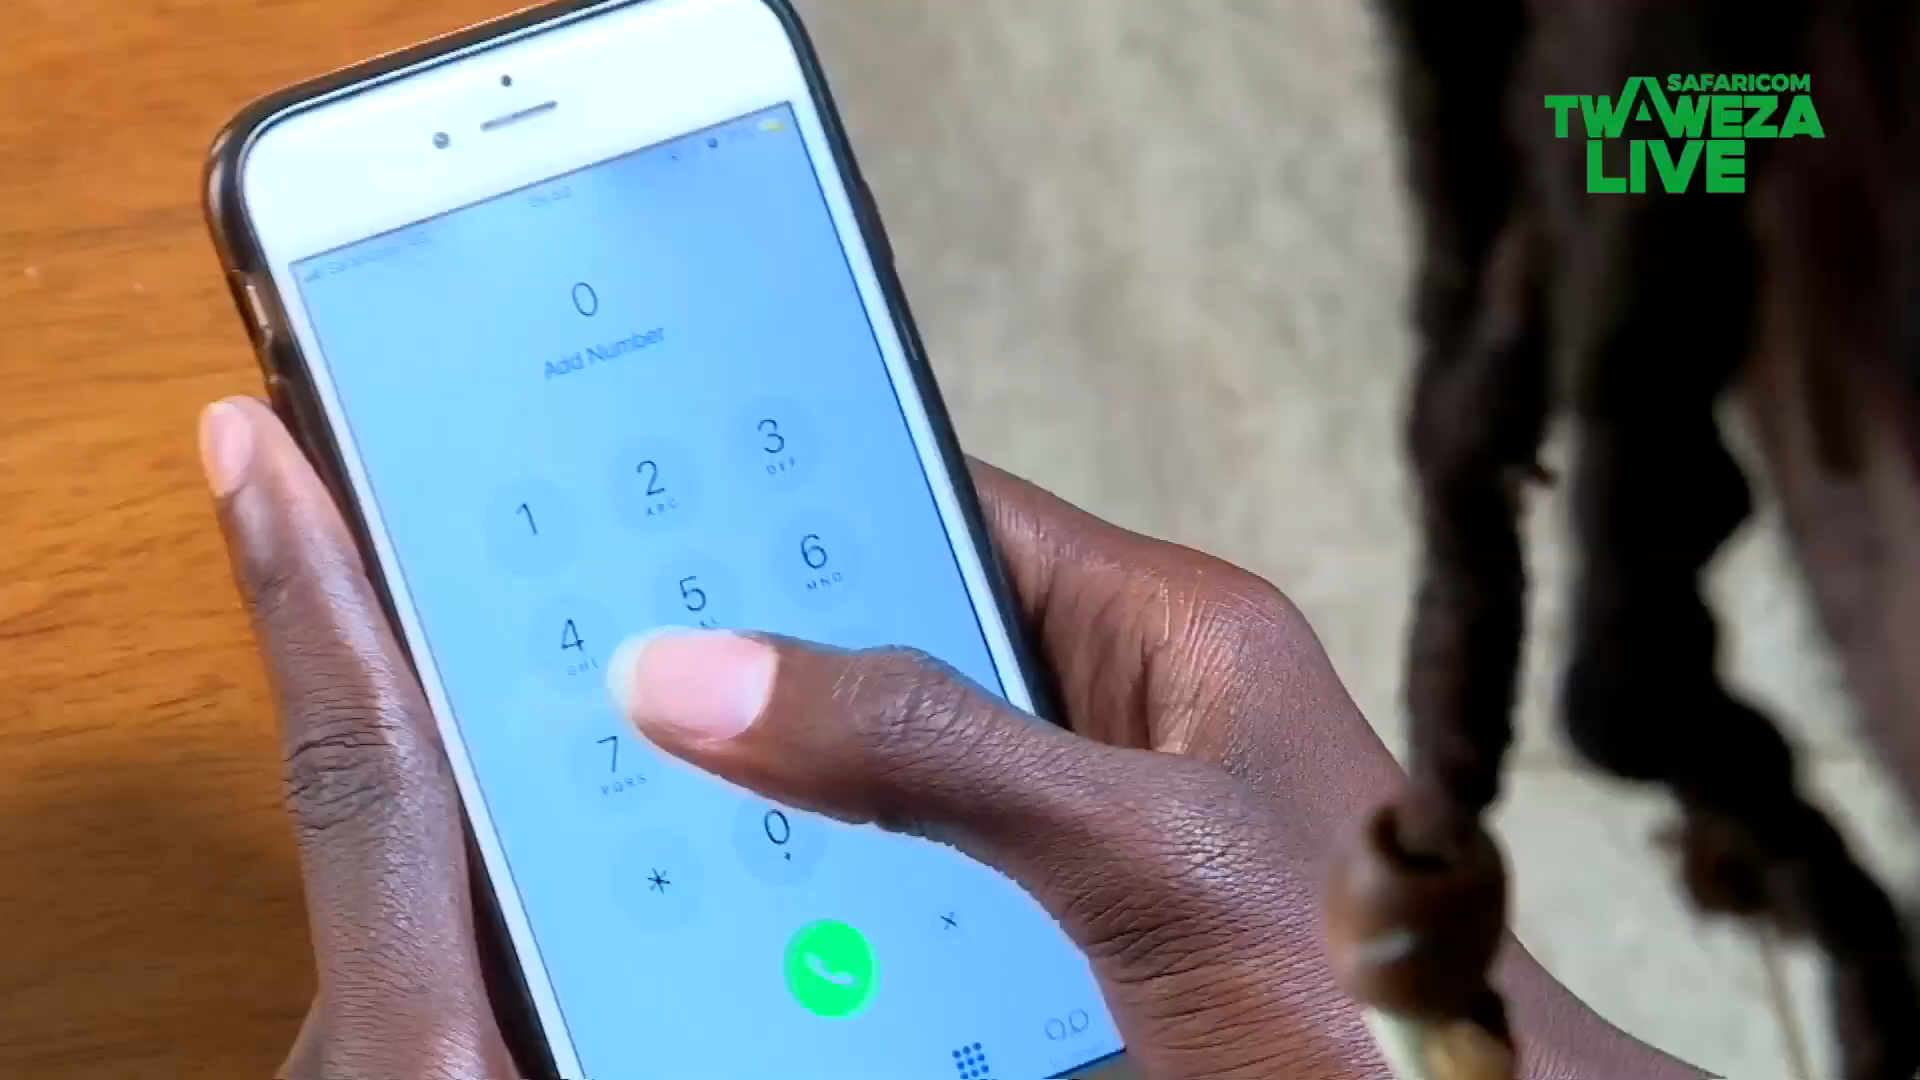 SAFARICOM
TWAWEZA
LIVE
0
Add Number
1
2
ABC
3
DEF
4
GHI
5
6
MNO
7
PQRS
*
0